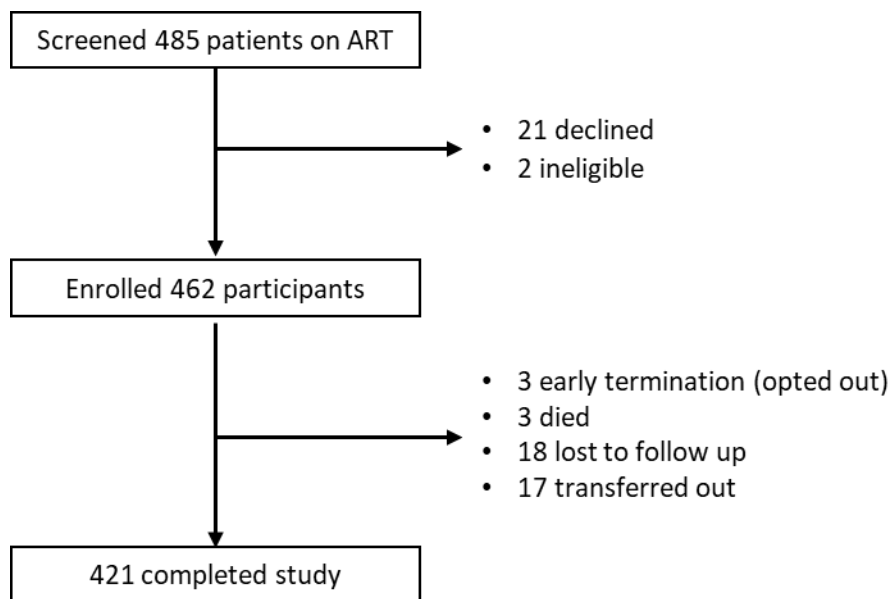 Screened 485 patients on ART
• 21 declined
• 2 ineligible
Enrolled 462 participants
• 3 early termination (opted out)
• 3 died
• 18 lost to follow up
• 17 transferred out
421 completed study